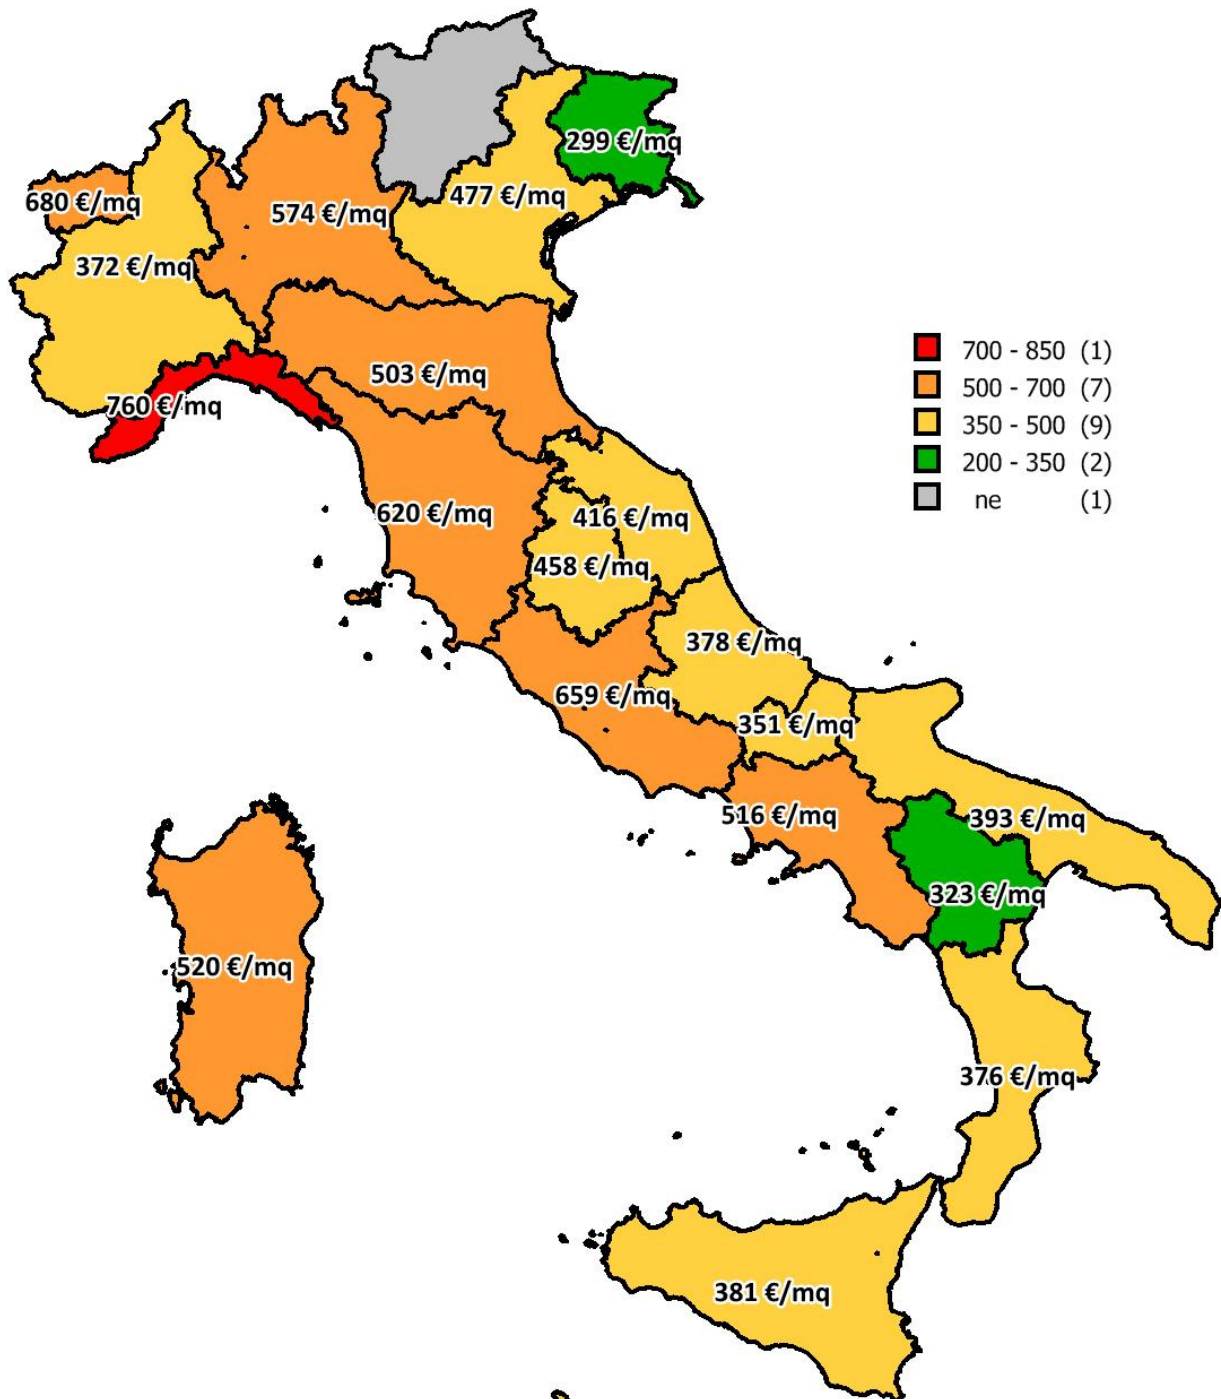 299 €/mq
477 €/mq
680 €/mq
574 €/mq
372 €/mq
700 - 850 (1)
500 - 700 (7)
350 - 500 (9)
200 - 350 (2)
ne (1)
503 €/mq
760 €/mq
620 €/mq
416 €/mq
458 €/mq
378 €/mq
659 €/mq
351 €/mq
516 €/mq
393 €/mq
323 €/mq
520 €/mq
376 €/mq
381 €/mq